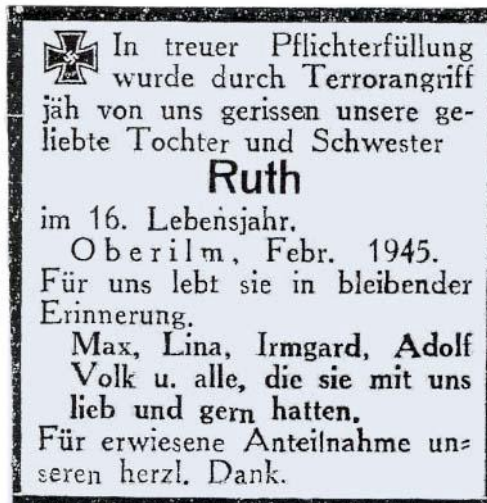 In treuer Pflichterfüllung
wurde durch Terrorangriff
jäh von uns gerissen unsere ge-
liebte Tochter und Schwester
Ruth
im 16. Lebensjahr.
Oberilm, Febr. 1945.
Für uns lebt sie in bleibender
Erinnerung.
Max, Lina, Irmgard, Adolf
Volk u. alle, die sie mit uns
lieb und gern hatten.
Für erwiesene Anteilnahme un-
seren herzl. Dank.